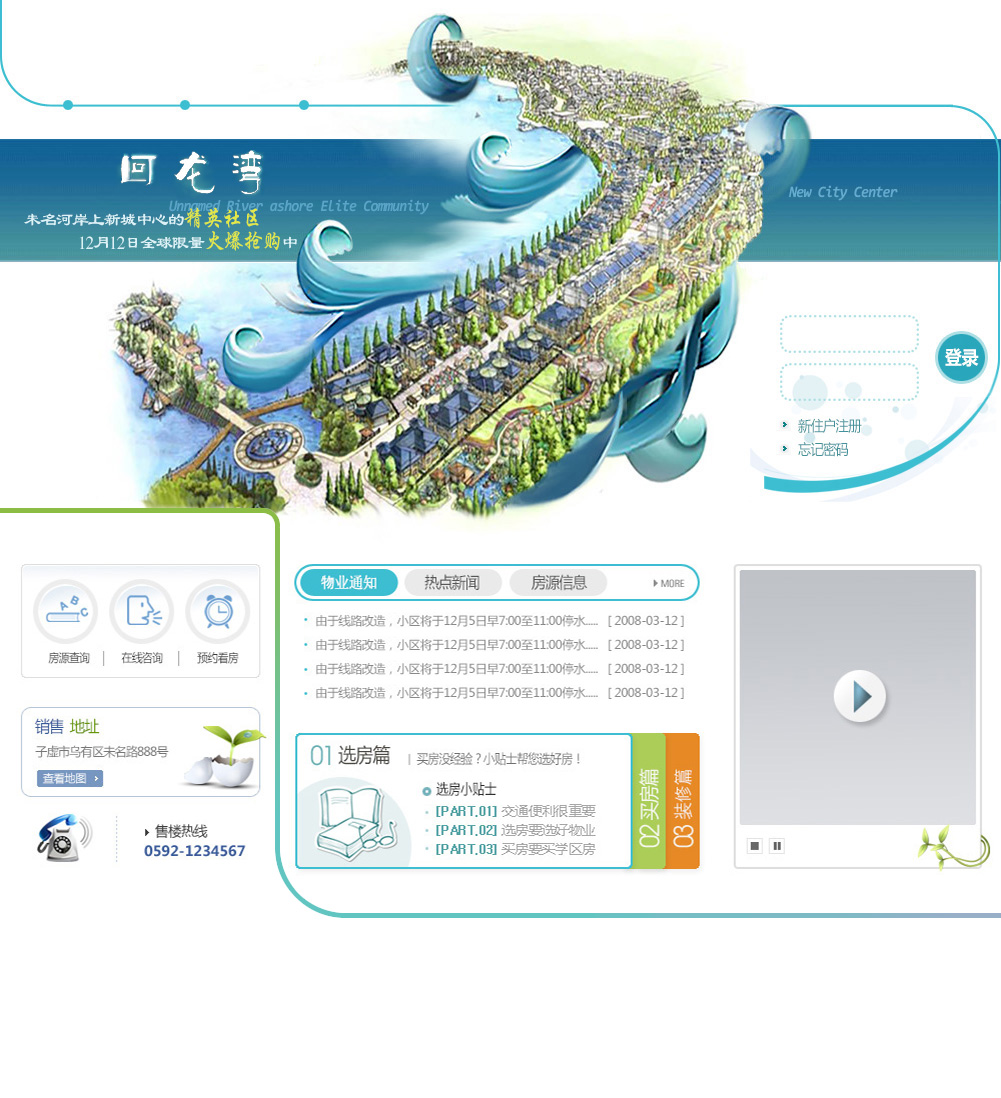 回龙湾
Unnamed River ashore ELite Community
New City Center
未名河岸上新城中心的精英社区
12月12日全球限量火爆抢购中
登录
新住户注册
忘记密码
物业通知 热点新闻 房源信息 MORE
由于线路改造，小区将于12月5日早7:00至11:00停水..... [ 2008-03-12 ]
由于线路改造，小区将于12月5日早7:00至11:00停水..... [ 2008-03-12 ]
由于线路改造，小区将于12月5日早7:00至11:00停水..... [ 2008-03-12 ]
由于线路改造，小区将于12月5日早7:00至11:00停水..... [ 2008-03-12 ]
A B C
房源查询 | 在线咨询 | 预约看房
销售 地址
子虚市乌有区未名路888号
查看地图
售楼热线
0592-1234567
01 选房篇 | 买房没经验？小贴士帮您选好房！
选房小贴士
[PART.01] 交通便利很重要
[PART.02] 选房要选好物业
[PART.03] 买房要买学区房
02 买房篇
03 装修篇